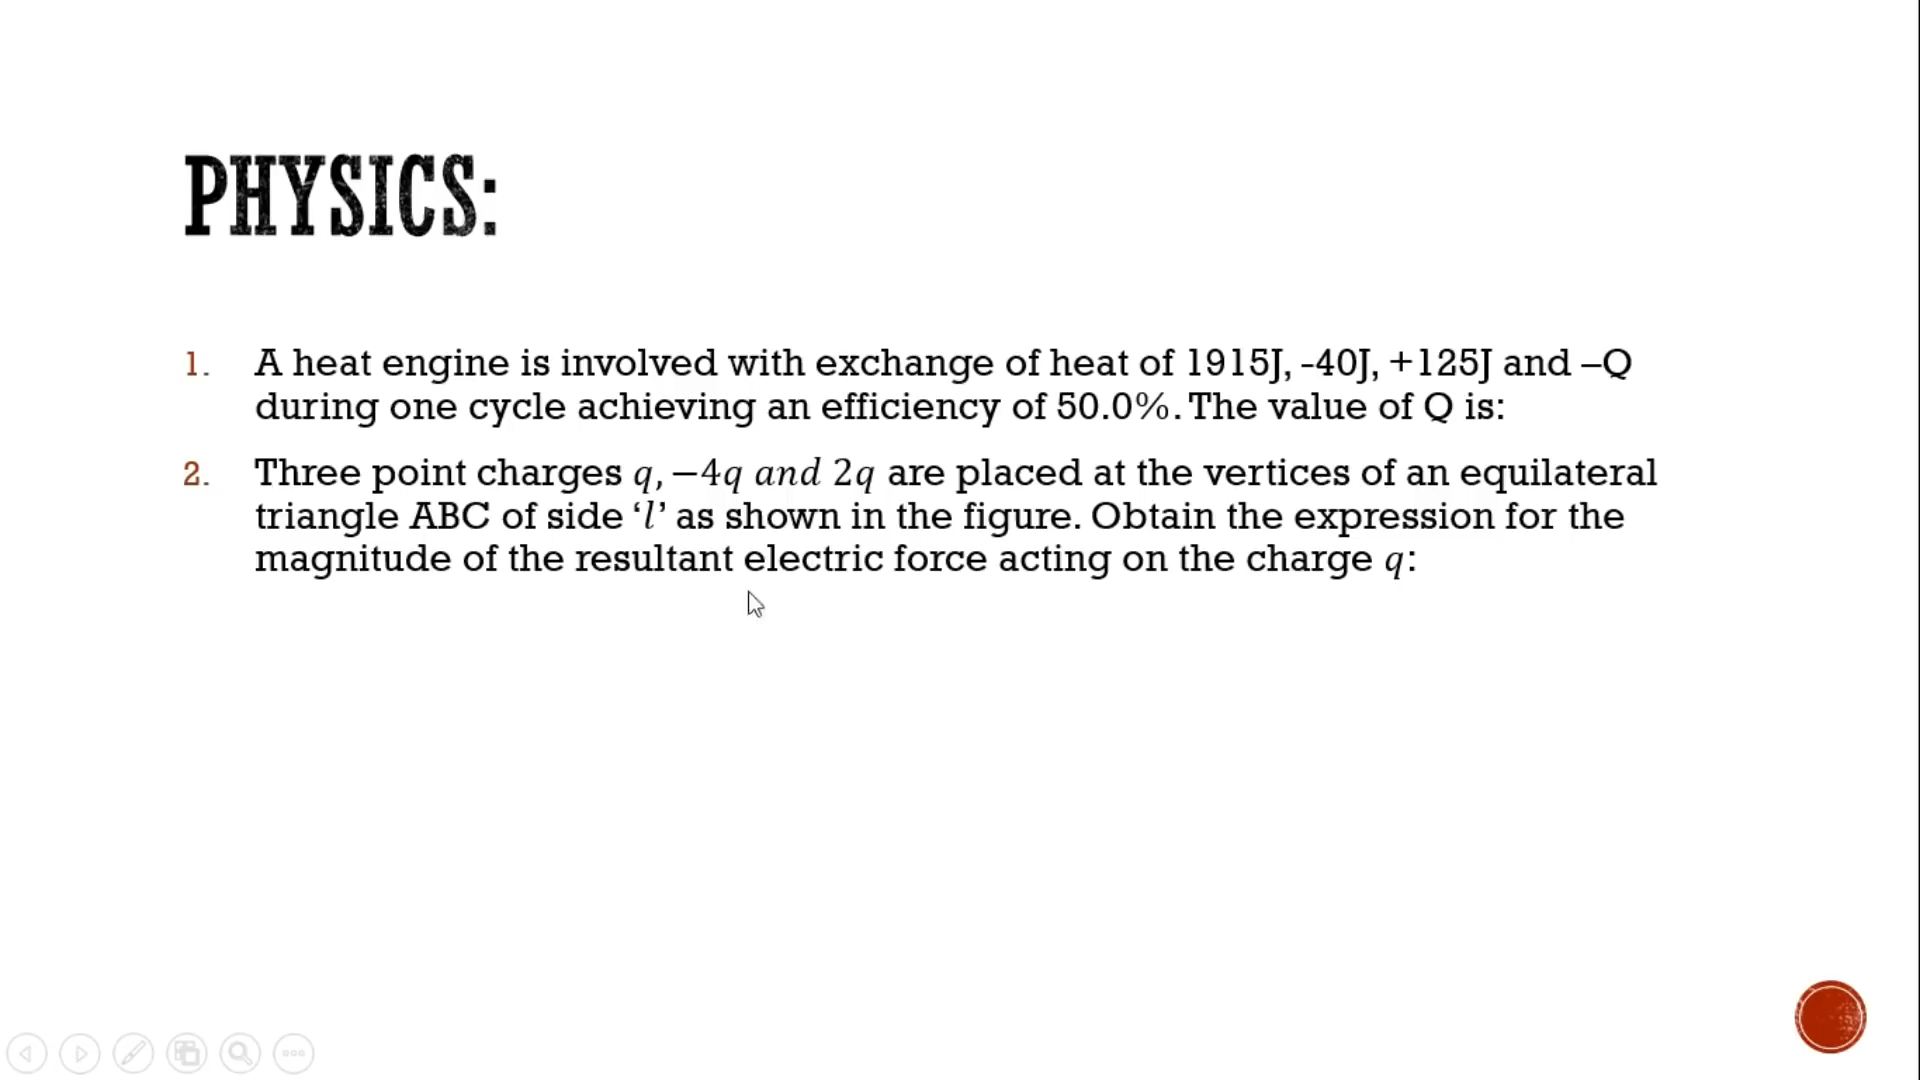 PHYSICS:
1. A heat engine is involved with exchange of heat of 1915J, -40J, +125J and –Q
during one cycle achieving an efficiency of 50.0%. The value of Q is:
2. Three point charges q, −4q and 2q are placed at the vertices of an equilateral
triangle ABC of side ‘l’ as shown in the figure. Obtain the expression for the
magnitude of the resultant electric force acting on the charge q: